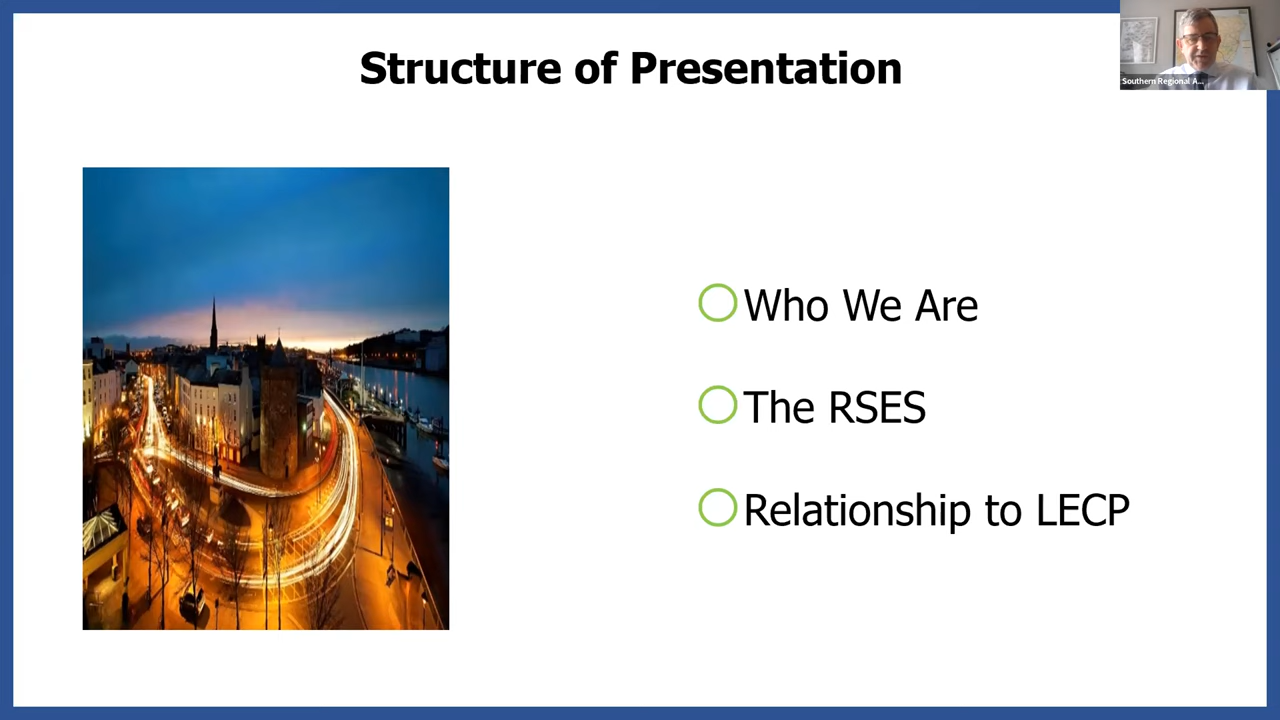 Structure of Presentation
Southern Regional A...
Who We Are
The RSES
Relationship to LECP